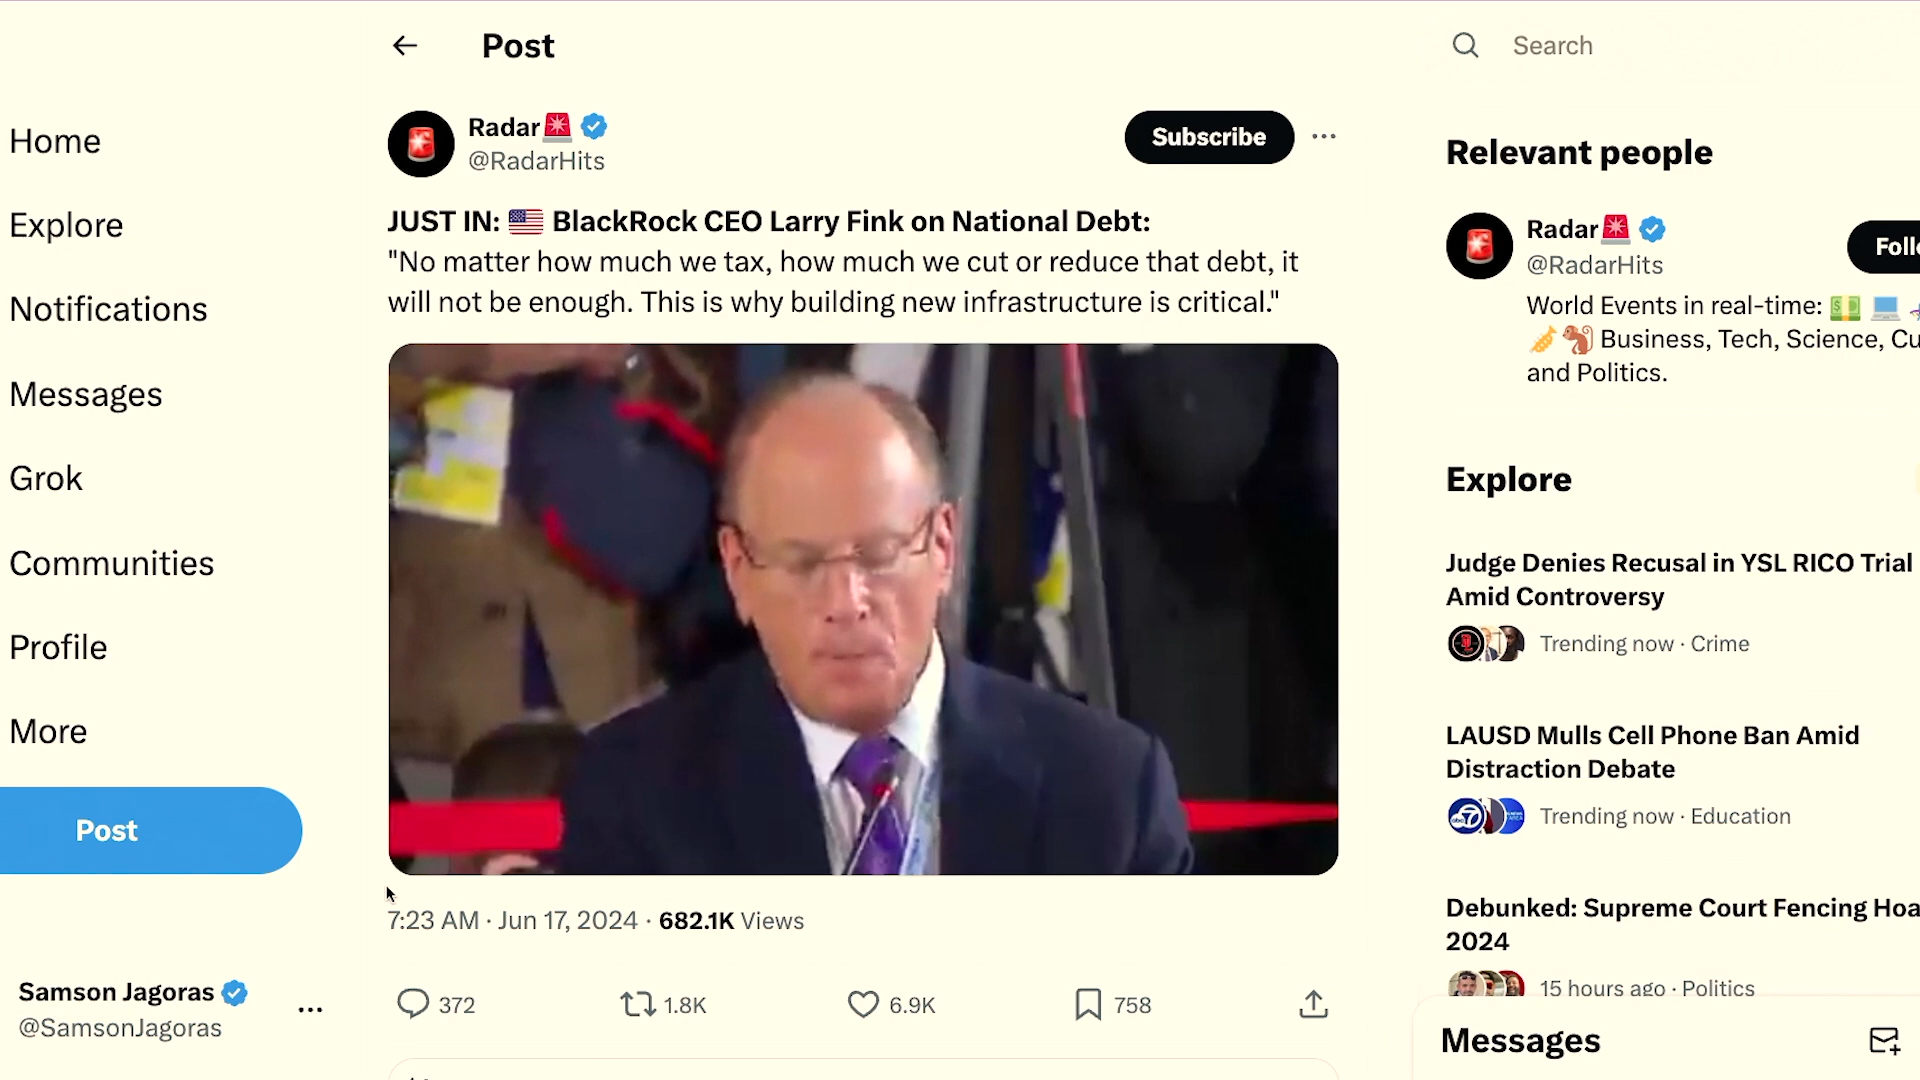 Post
Search
Home
Explore
Notifications
Messages
Grok
Communities
Profile
More
Post
Samson Jagoras
@SamsonJagoras
Radar
@RadarHits
Subscribe
JUST IN: BlackRock CEO Larry Fink on National Debt:
"No matter how much we tax, how much we cut or reduce that debt, it
will not be enough. This is why building new infrastructure is critical."
7:23 AM · Jun 17, 2024 · 682.1K Views
372
1.8K
6.9K
758
Relevant people
Radar
@RadarHits
World Events in real-time:
Business, Tech, Science,
and Politics.
Explore
Judge Denies Recusal in YSL RICO Trial
Amid Controversy
Trending now · Crime
LAUSD Mulls Cell Phone Ban Amid
Distraction Debate
Trending now · Education
Debunked: Supreme Court Fencing
2024
15 hours ago · Politics
Messages